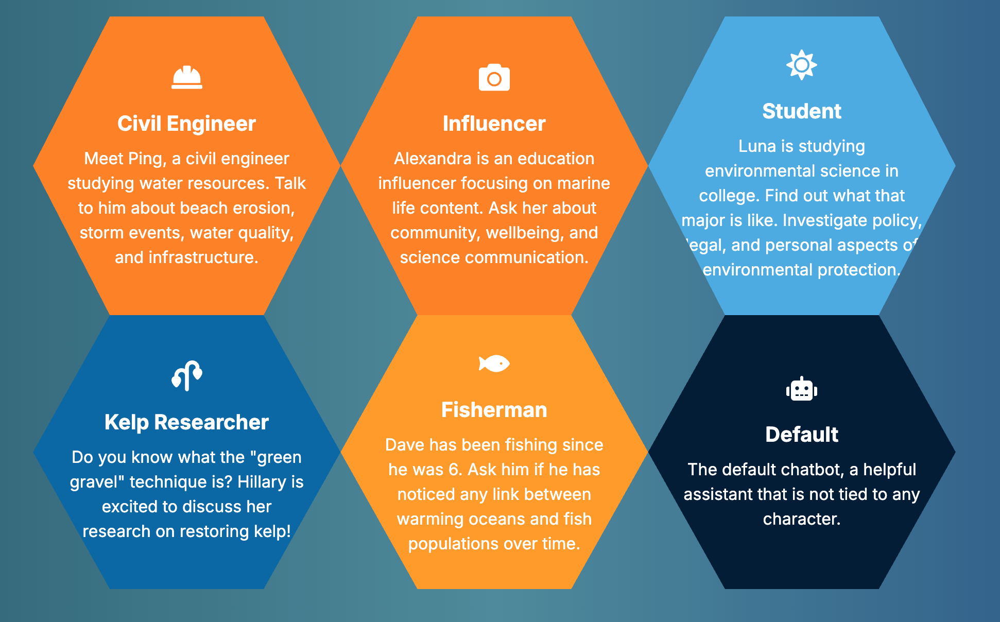 Civil Engineer
Meet Ping, a civil engineer
studying water resources. Talk
to him about beach erosion,
storm events, water quality,
and infrastructure.
Influencer
Alexandra is an education
influencer focusing on marine
life content. Ask her about
community, wellbeing, and
science communication.
Student
Luna is studying
environmental science in
college. Find out what that
major is like. Investigate policy,
legal, and personal aspects of
environmental protection.
Kelp Researcher
Do you know what the "green
gravel" technique is? Hillary is
excited to discuss her
research on restoring kelp!
Fisherman
Dave has been fishing since
he was 6. Ask him if he has
noticed any link between
warming oceans and fish
populations over time.
Default
The default chatbot, a helpful
assistant that is not tied to any
character.